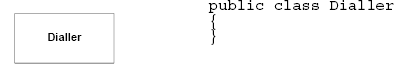 Dialler
public class Dialler
{
}